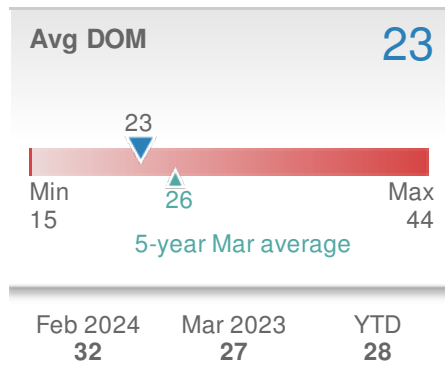 Avg DOM 23
23
Min Max
15 26 44
5-year Mar average
Feb 2024 Mar 2023 YTD
32 27 28